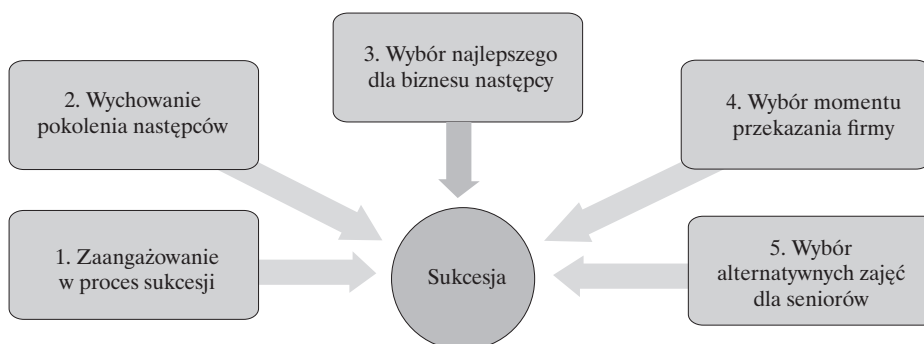 1. Zaangażowanie
w proces sukcesji
2. Wychowanie
pokolenia następców
3. Wybór najlepszego
dla biznesu następcy
4. Wybór momentu
przekazania firmy
5. Wybór
alternatywnych zajęć
dla seniorów
Sukcesja